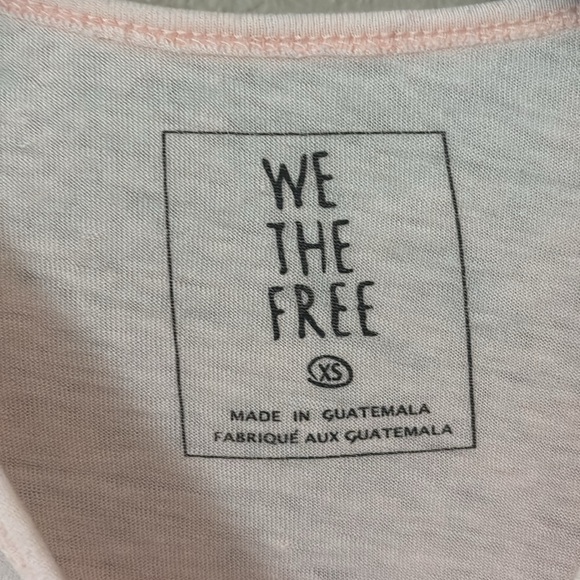 WE
THE
FREE
XS
MADE IN GUATEMALA
FABRIQUÉ AUX GUATEMALA